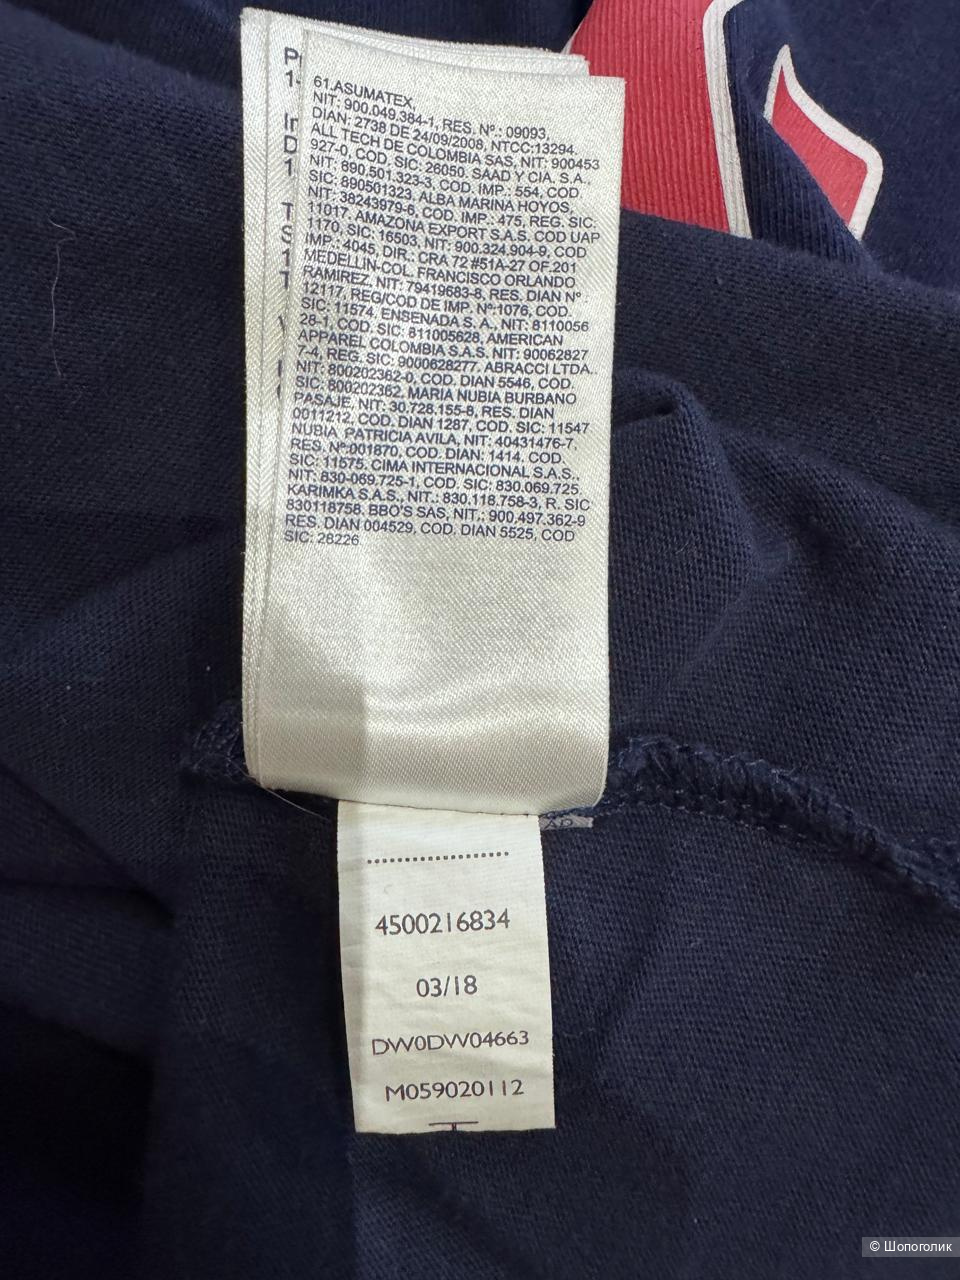 61.ASUMATEX,
NIT: 900.049.384-1, RES. Nº.: 09093,
DIAN: 2738 DE 24/09/2008, NTCC:13294,
ALL TECH DE COLOMBIA SAS, NIT: 900453
927-0, COD. SIC: 26050. SAAD Y CIA. S.A.,
NIT: 890.501.323-3, COD. IMP.: 554, COD.
SIC: 890501323. ALBA MARINA HOYOS,
NIT: 38243979-6, COD. IMP.: 475, REG. SIC:
11017. AMAZONA EXPORT S.A.S. COD UAP
1170, SIC: 16503, NIT: 900.324.904-9, COD
IMP.: 4045, DIR.: CRA 72 #51A-27 OF.201
MEDELLIN-COL. FRANCISCO ORLANDO
RAMIREZ, NIT: 79419683-8, RES. DIAN Nº :
12117, REG/COD DE IMP. Nº:1076, COD.
SIC: 11574. ENSENADA S. A., NIT: 8110056
28-1, COD. SIC: 811005628, AMERICAN
APPAREL COLOMBIA S.A.S. NIT: 90062827
7-4, REG. SIC: 9000628277. ABRACCI LTDA..
NIT: 800202362-0, COD. DIAN 5546, COD.
SIC: 800202362. MARIA NUBIA BURBANO
PASAJE, NIT: 30.728.155-8, RES. DIAN
0011212, COD. DIAN 1287, COD. SIC: 11547
NUBIA PATRICIA AVILA, NIT: 40431476-7,
RES. Nº:001870, COD. DIAN: 1414, COD.
SIC: 11575. CIMA INTERNACIONAL S.A.S.,
NIT: 830-069.725-1, COD. SIC: 830.069.725.
KARIMKA S.A.S., NIT.: 830.118.758-3, R. SIC
830118758. BBO'S SAS, NIT.: 900.497.362-9
RES. DIAN 004529, COD. DIAN 5525, COD
SIC: 28226
4500216834
03/18
DW0DW04663
M059020112
© Шопоголик